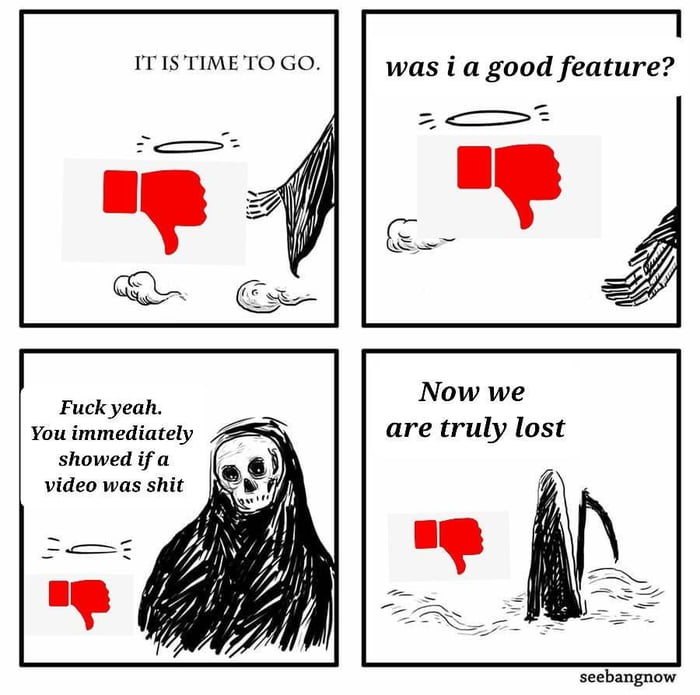 IT IS TIME TO GO.
was i a good feature?
Fuck yeah.
You immediately
showed if a
video was shit
Now we
are truly lost
seebangnow